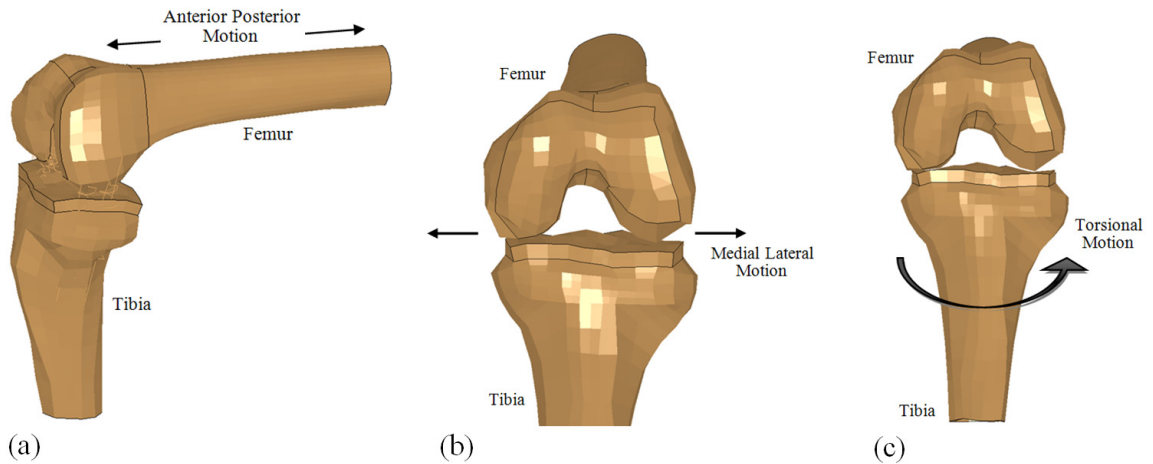 Anterior Posterior
Motion
Femur
Tibia
(a)
Femur
Medial Lateral
Motion
Tibia
(b)
Femur
Torsional
Motion
Tibia
(c)